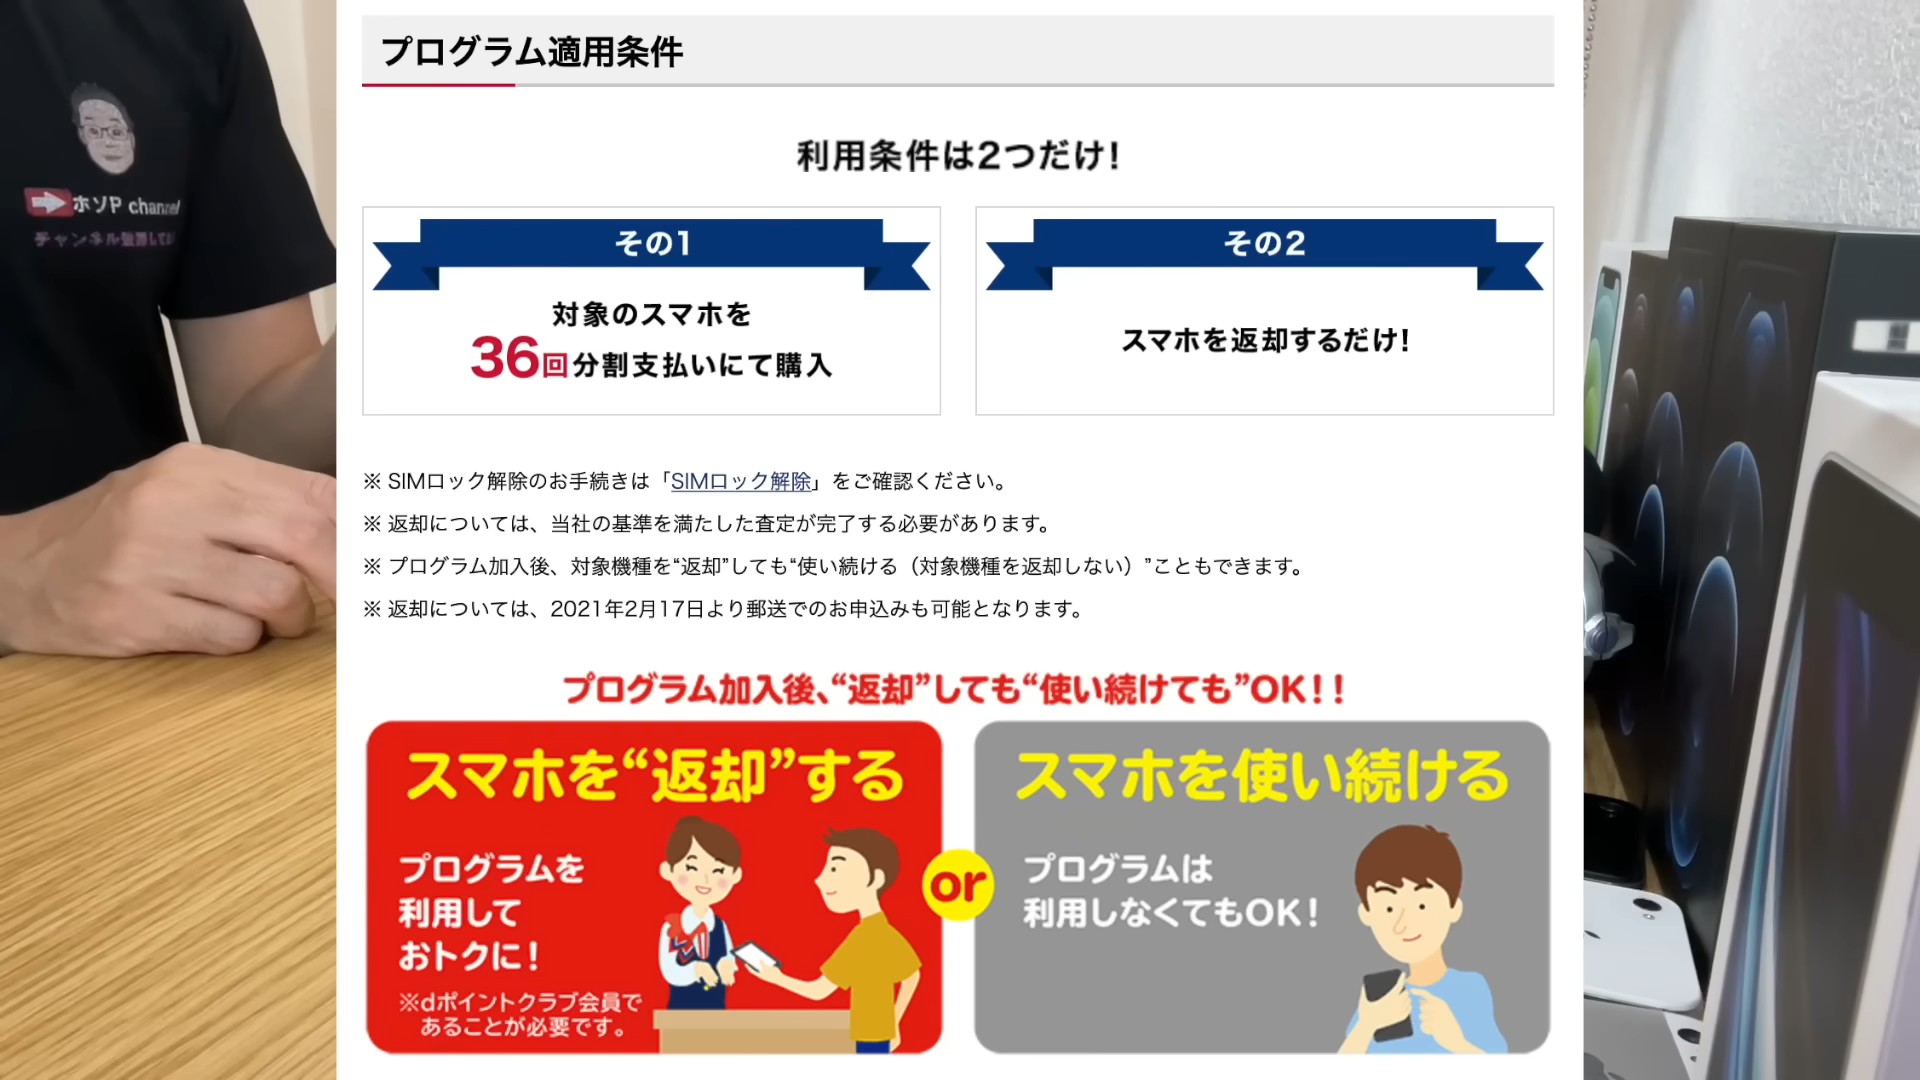 プログラム適用条件
利用条件は2つだけ!
その1
対象のスマホを
36回分割支払いにて購入
その2
スマホを返却するだけ!
※ SIMロック解除のお手続きは「SIMロック解除」をご確認ください。
※ 返却については、当社の基準を満たした査定が完了する必要があります。
※ プログラム加入後、対象機種を“返却”しても“使い続ける（対象機種を返却しない）”こともできます。
※ 返却については、2021年2月17日より郵送でのお申込みも可能となります。
プログラム加入後、“返却”しても“使い続けても”OK!!
スマホを“返却”する
プログラムを
利用して
おトクに!
※dポイントクラブ会員で
あることが必要です。
or
スマホを使い続ける
プログラムは
利用しなくてもOK!
ホソP channel